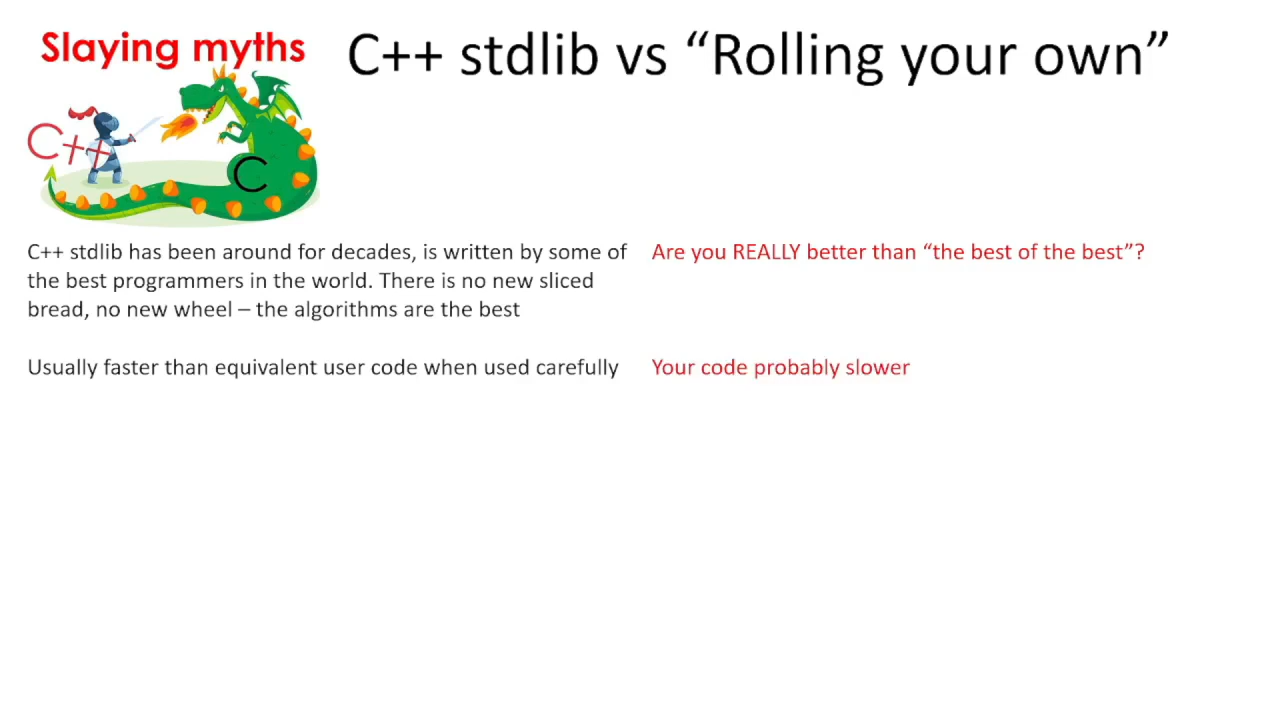 Slaying myths
C++ stdlib vs “Rolling your own”
C++
C
C++ stdlib has been around for decades, is written by some of
the best programmers in the world. There is no new sliced
bread, no new wheel – the algorithms are the best
Are you REALLY better than “the best of the best”?
Usually faster than equivalent user code when used carefully
Your code probably slower